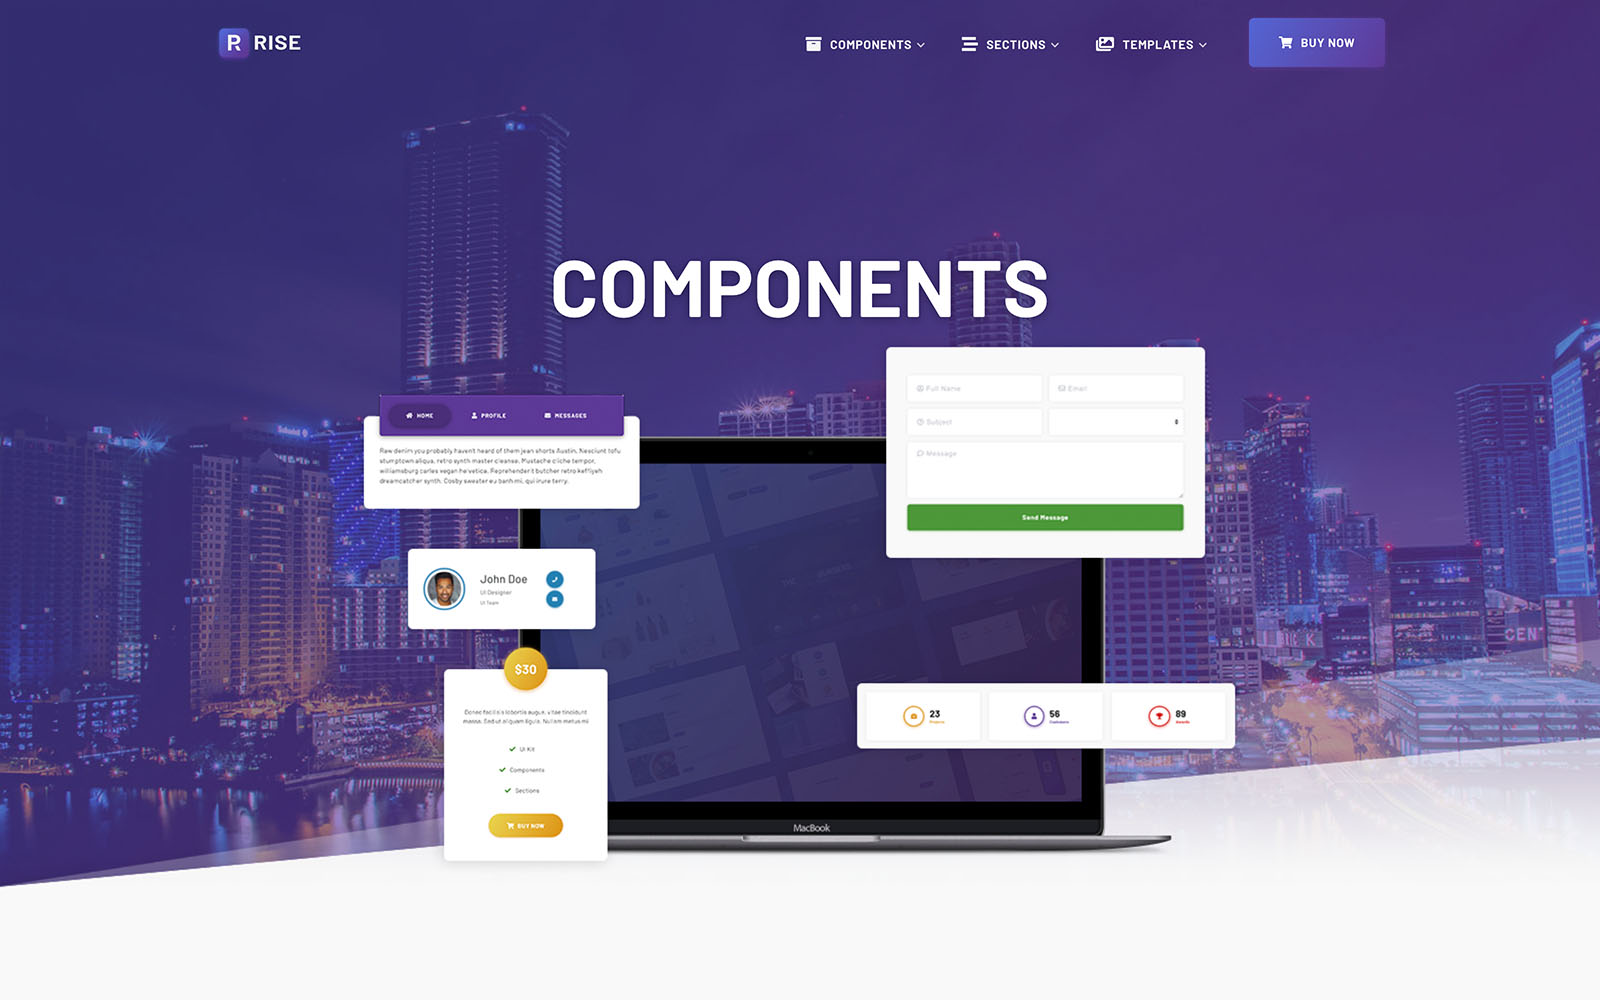 R RISE
COMPONENTS
SECTIONS
TEMPLATES
BUY NOW
COMPONENTS
HOME
PROFILE
MESSAGES
Raw denim you probably haven't heard of them jean shorts Austin. Nesciunt tofu
stumptown aliqua, retro synth master cleanse. Mustache cliche tempor,
williamsburg carles vegan helvetica. Reprehenderit butcher retro keffiyeh
dreamcatcher synth. Cosby sweater eu banh mi, qui irure terry.
Full Name
Email
Subject
Message
Send Message
John Doe
UI Designer
UI Team
$30
Donec facilisis lobortis augue, vitae tincidunt
massa. Sed ut aliquam ligula. Nullam metus mi
UI Kit
Components
Sections
BUY NOW
23
Projects
56
Customers
89
Awards
MacBook
CEN